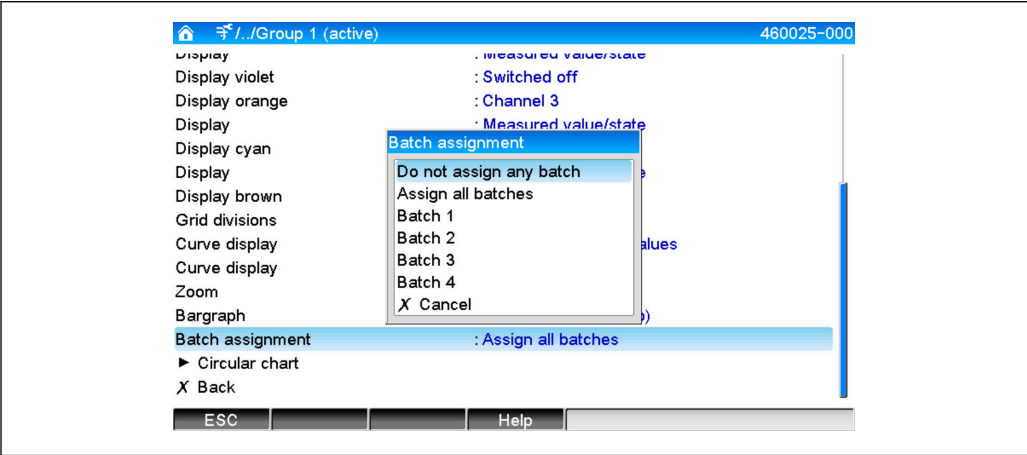 /../Group 1 (active) 460025-000
Display : Measured value/state
Display violet : Switched off
Display orange : Channel 3
Display : Measured value/state
Display cyan
Display
Display brown
Grid divisions
Curve display alues
Curve display
Zoom
Bargraph )
Batch assignment : Assign all batches
► Circular chart
X Back
Batch assignment
Do not assign any batch
Assign all batches
Batch 1
Batch 2
Batch 3
Batch 4
X Cancel
ESC Help